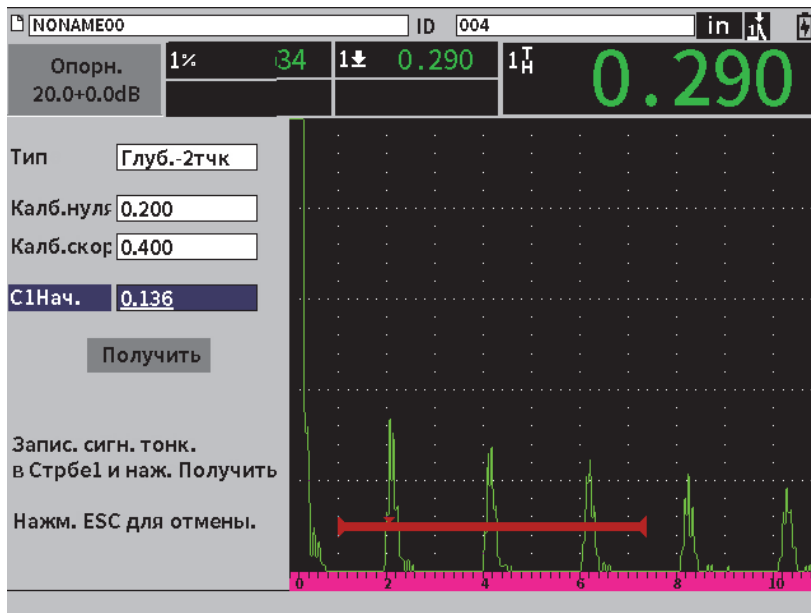 NONAME00 ID 004 in
Опорн.
20.0+0.0dB
1% 34 1 0.290 1 T H 0.290
Тип Глуб.-2тчк
Калб.нуля 0.200
Калб.скор 0.400
С1Нач. 0.136
Получить
Запис. сигн. тонк.
в Стрбе1 и наж. Получить
Нажм. ESC для отмены.
0 2 4 6 8 10